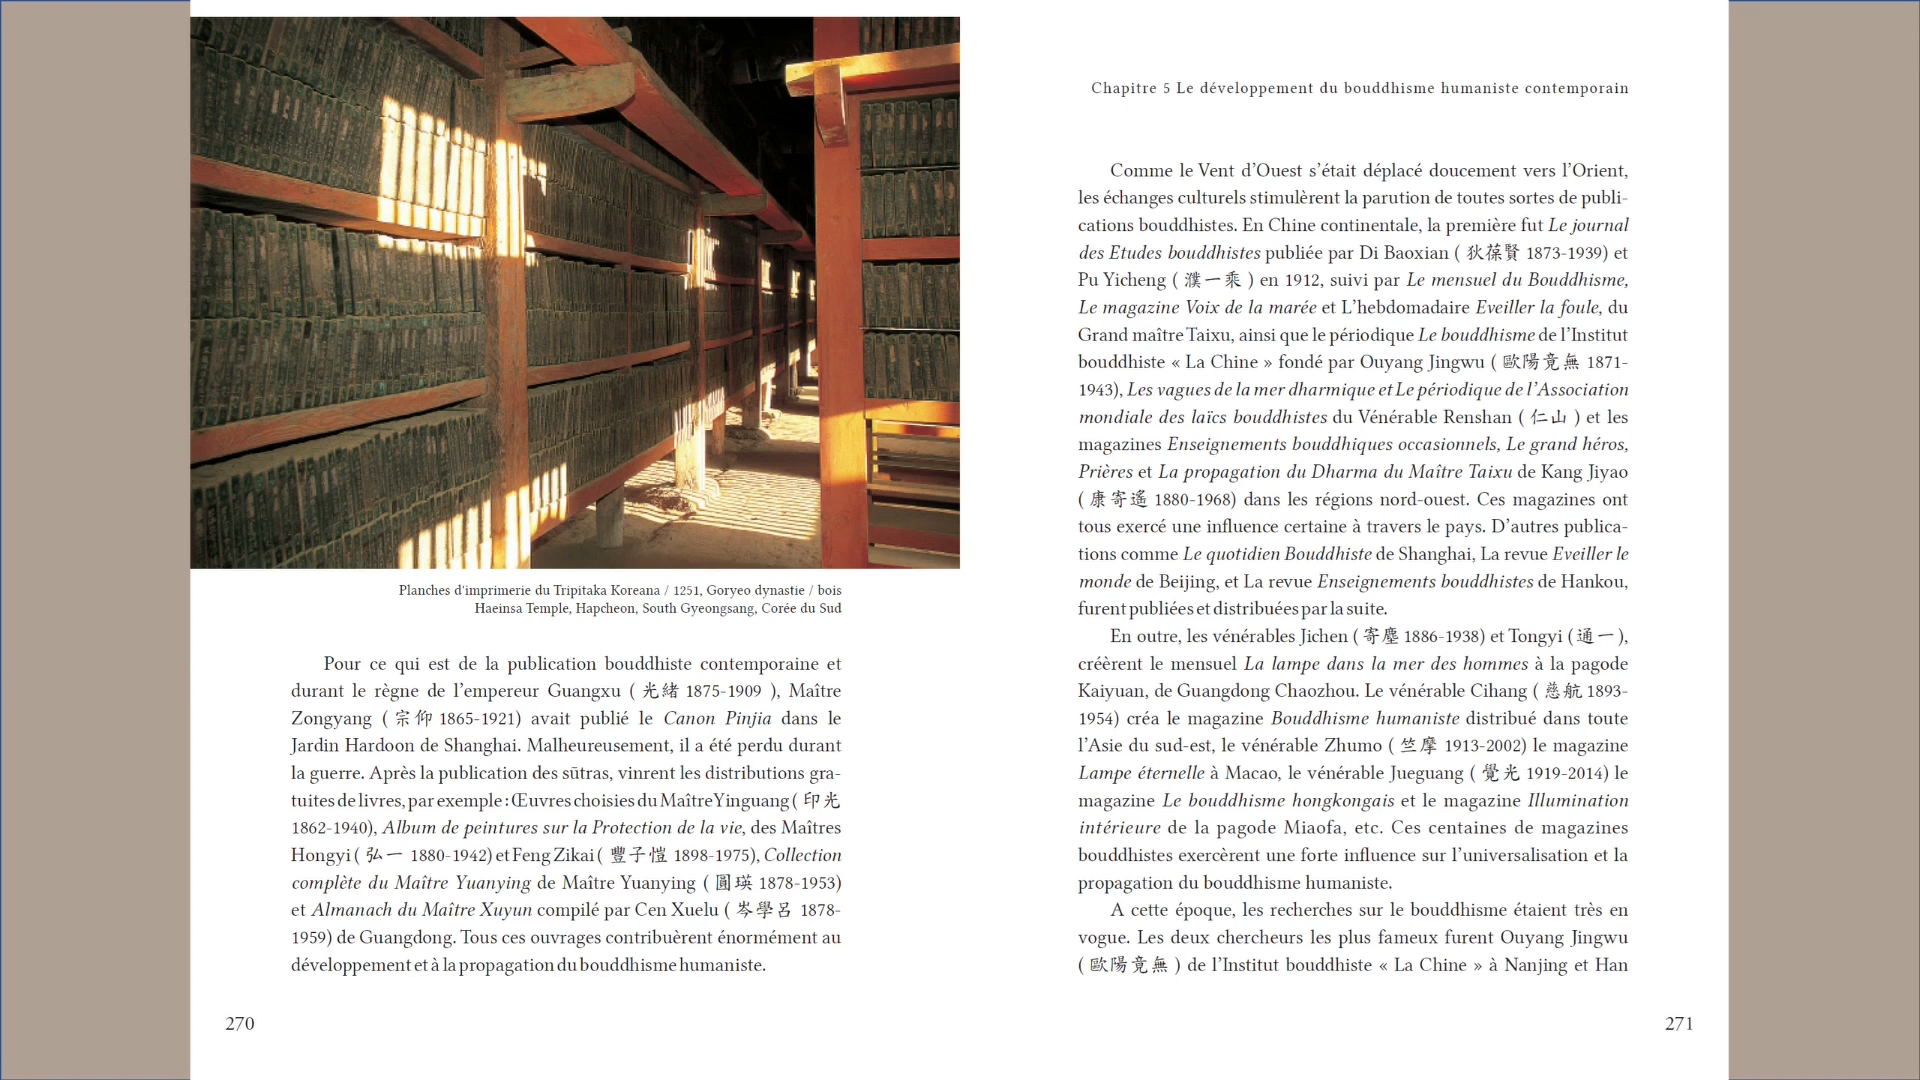 Planches d'imprimerie du Tripitaka Koreana / 1251, Goryeo dynastie / bois
Haeinsa Temple, Hapcheon, South Gyeongsang, Corée du Sud
Pour ce qui est de la publication bouddhiste contemporaine et
durant le règne de l’empereur Guangxu ( 光緒 1875-1909 ), Maître
Zongyang ( 宗仰 1865-1921) avait publié le Canon Pinjia dans le
Jardin Hardoon de Shanghai. Malheureusement, il a été perdu durant
la guerre. Après la publication des sūtras, vinrent les distributions gra-
tuites de livres, par exemple : Œuvres choisies du Maître Yinguang ( 印光
1862-1940), Album de peintures sur la Protection de la vie, des Maîtres
Hongyi ( 弘一 1880-1942) et Feng Zikai ( 豐子愷 1898-1975), Collection
complète du Maître Yuanying de Maître Yuanying ( 圓瑛 1878-1953)
et Almanach du Maître Xuyun compilé par Cen Xuelu ( 岑學呂 1878-
1959) de Guangdong. Tous ces ouvrages contribuèrent énormément au
développement et à la propagation du bouddhisme humaniste.
270
Chapitre 5 Le développement du bouddhisme humaniste contemporain
Comme le Vent d’Ouest s’était déplacé doucement vers l’Orient,
les échanges culturels stimulèrent la parution de toutes sortes de publi-
cations bouddhistes. En Chine continentale, la première fut Le journal
des Etudes bouddhistes publiée par Di Baoxian ( 狄葆賢 1873-1939) et
Pu Yicheng ( 濮一乘 ) en 1912, suivi par Le mensuel du Bouddhisme,
Le magazine Voix de la marée et L’hebdomadaire Eveiller la foule, du
Grand maître Taixu, ainsi que le périodique Le bouddhisme de l’Institut
bouddhiste « La Chine » fondé par Ouyang Jingwu ( 歐陽竟無 1871-
1943), Les vagues de la mer dharmique et Le périodique de l’Association
mondiale des laïcs bouddhistes du Vénérable Renshan ( 仁山 ) et les
magazines Enseignements bouddhiques occasionnels, Le grand héros,
Prières et La propagation du Dharma du Maître Taixu de Kang Jiyao
( 康寄遙 1880-1968) dans les régions nord-ouest. Ces magazines ont
tous exercé une influence certaine à travers le pays. D’autres publica-
tions comme Le quotidien Bouddhiste de Shanghai, La revue Eveiller le
monde de Beijing, et La revue Enseignements bouddhistes de Hankou,
furent publiées et distribuées par la suite.
En outre, les vénérables Jichen ( 寄塵 1886-1938) et Tongyi ( 通一 ),
créèrent le mensuel La lampe dans la mer des hommes à la pagode
Kaiyuan, de Guangdong Chaozhou. Le vénérable Cihang ( 慈航 1893-
1954) créa le magazine Bouddhisme humaniste distribué dans toute
l’Asie du sud-est, le vénérable Zhumo ( 竺摩 1913-2002) le magazine
Lampe éternelle à Macao, le vénérable Jueguang ( 覺光 1919-2014) le
magazine Le bouddhisme hongkongais et le magazine Illumination
intérieure de la pagode Miaofa, etc. Ces centaines de magazines
bouddhistes exercèrent une forte influence sur l’universalisation et la
propagation du bouddhisme humaniste.
A cette époque, les recherches sur le bouddhisme étaient très en
vogue. Les deux chercheurs les plus fameux furent Ouyang Jingwu
( 歐陽竟無 ) de l’Institut bouddhiste « La Chine » à Nanjing et Han
271